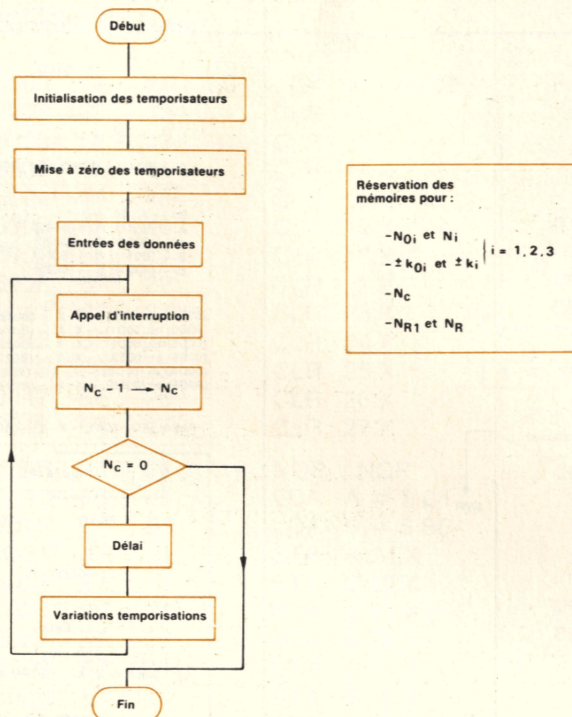 Début
Initialisation des temporisateurs
Mise à zéro des temporisateurs
Entrées des données
Appel d'interruption
N_C - 1 → N_C
N_C = 0
Délai
Variations temporisations
Fin
Réservation des
mémoires pour :
-N_0i et N_i
-± k_0i et ± k_i
i = 1, 2, 3
-N_C
-N_R1 et N_R